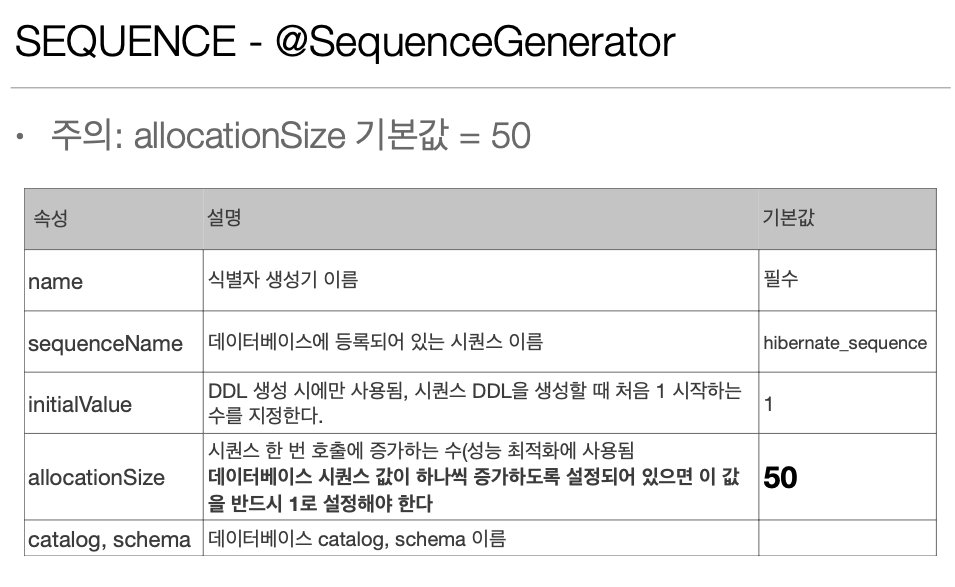 SEQUENCE - @SequenceGenerator
• 주의: allocationSize 기본값 = 50
속성 설명 기본값
name 식별자 생성기 이름 필수
sequenceName 데이터베이스에 등록되어 있는 시퀀스 이름 hibernate_sequence
initialValue DDL 생성 시에만 사용됨, 시퀀스 DDL을 생성할 때 처음 1 시작하는
수를 지정한다. 1
allocationSize 시퀀스 한 번 호출에 증가하는 수(성능 최적화에 사용됨
데이터베이스 시퀀스 값이 하나씩 증가하도록 설정되어 있으면 이 값
을 반드시 1로 설정해야 한다 50
catalog, schema 데이터베이스 catalog, schema 이름